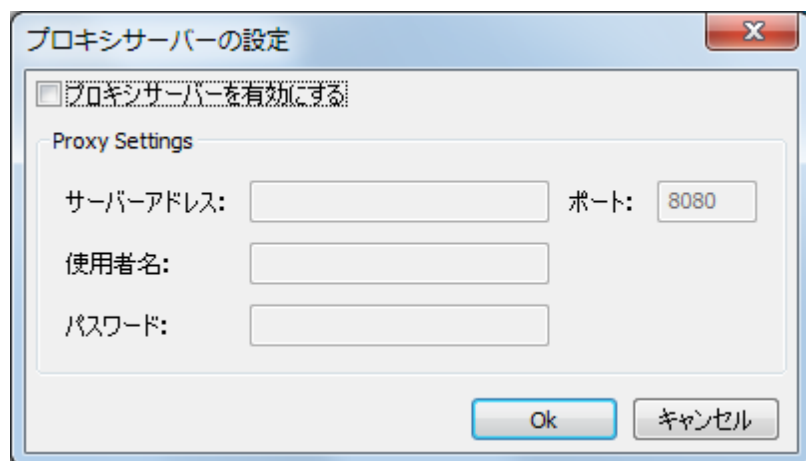 プロキシサーバーの設定
プロキシサーバーを有効にする
Proxy Settings
サーバーアドレス: ポート: 8080
使用者名:
パスワード:
Ok キャンセル